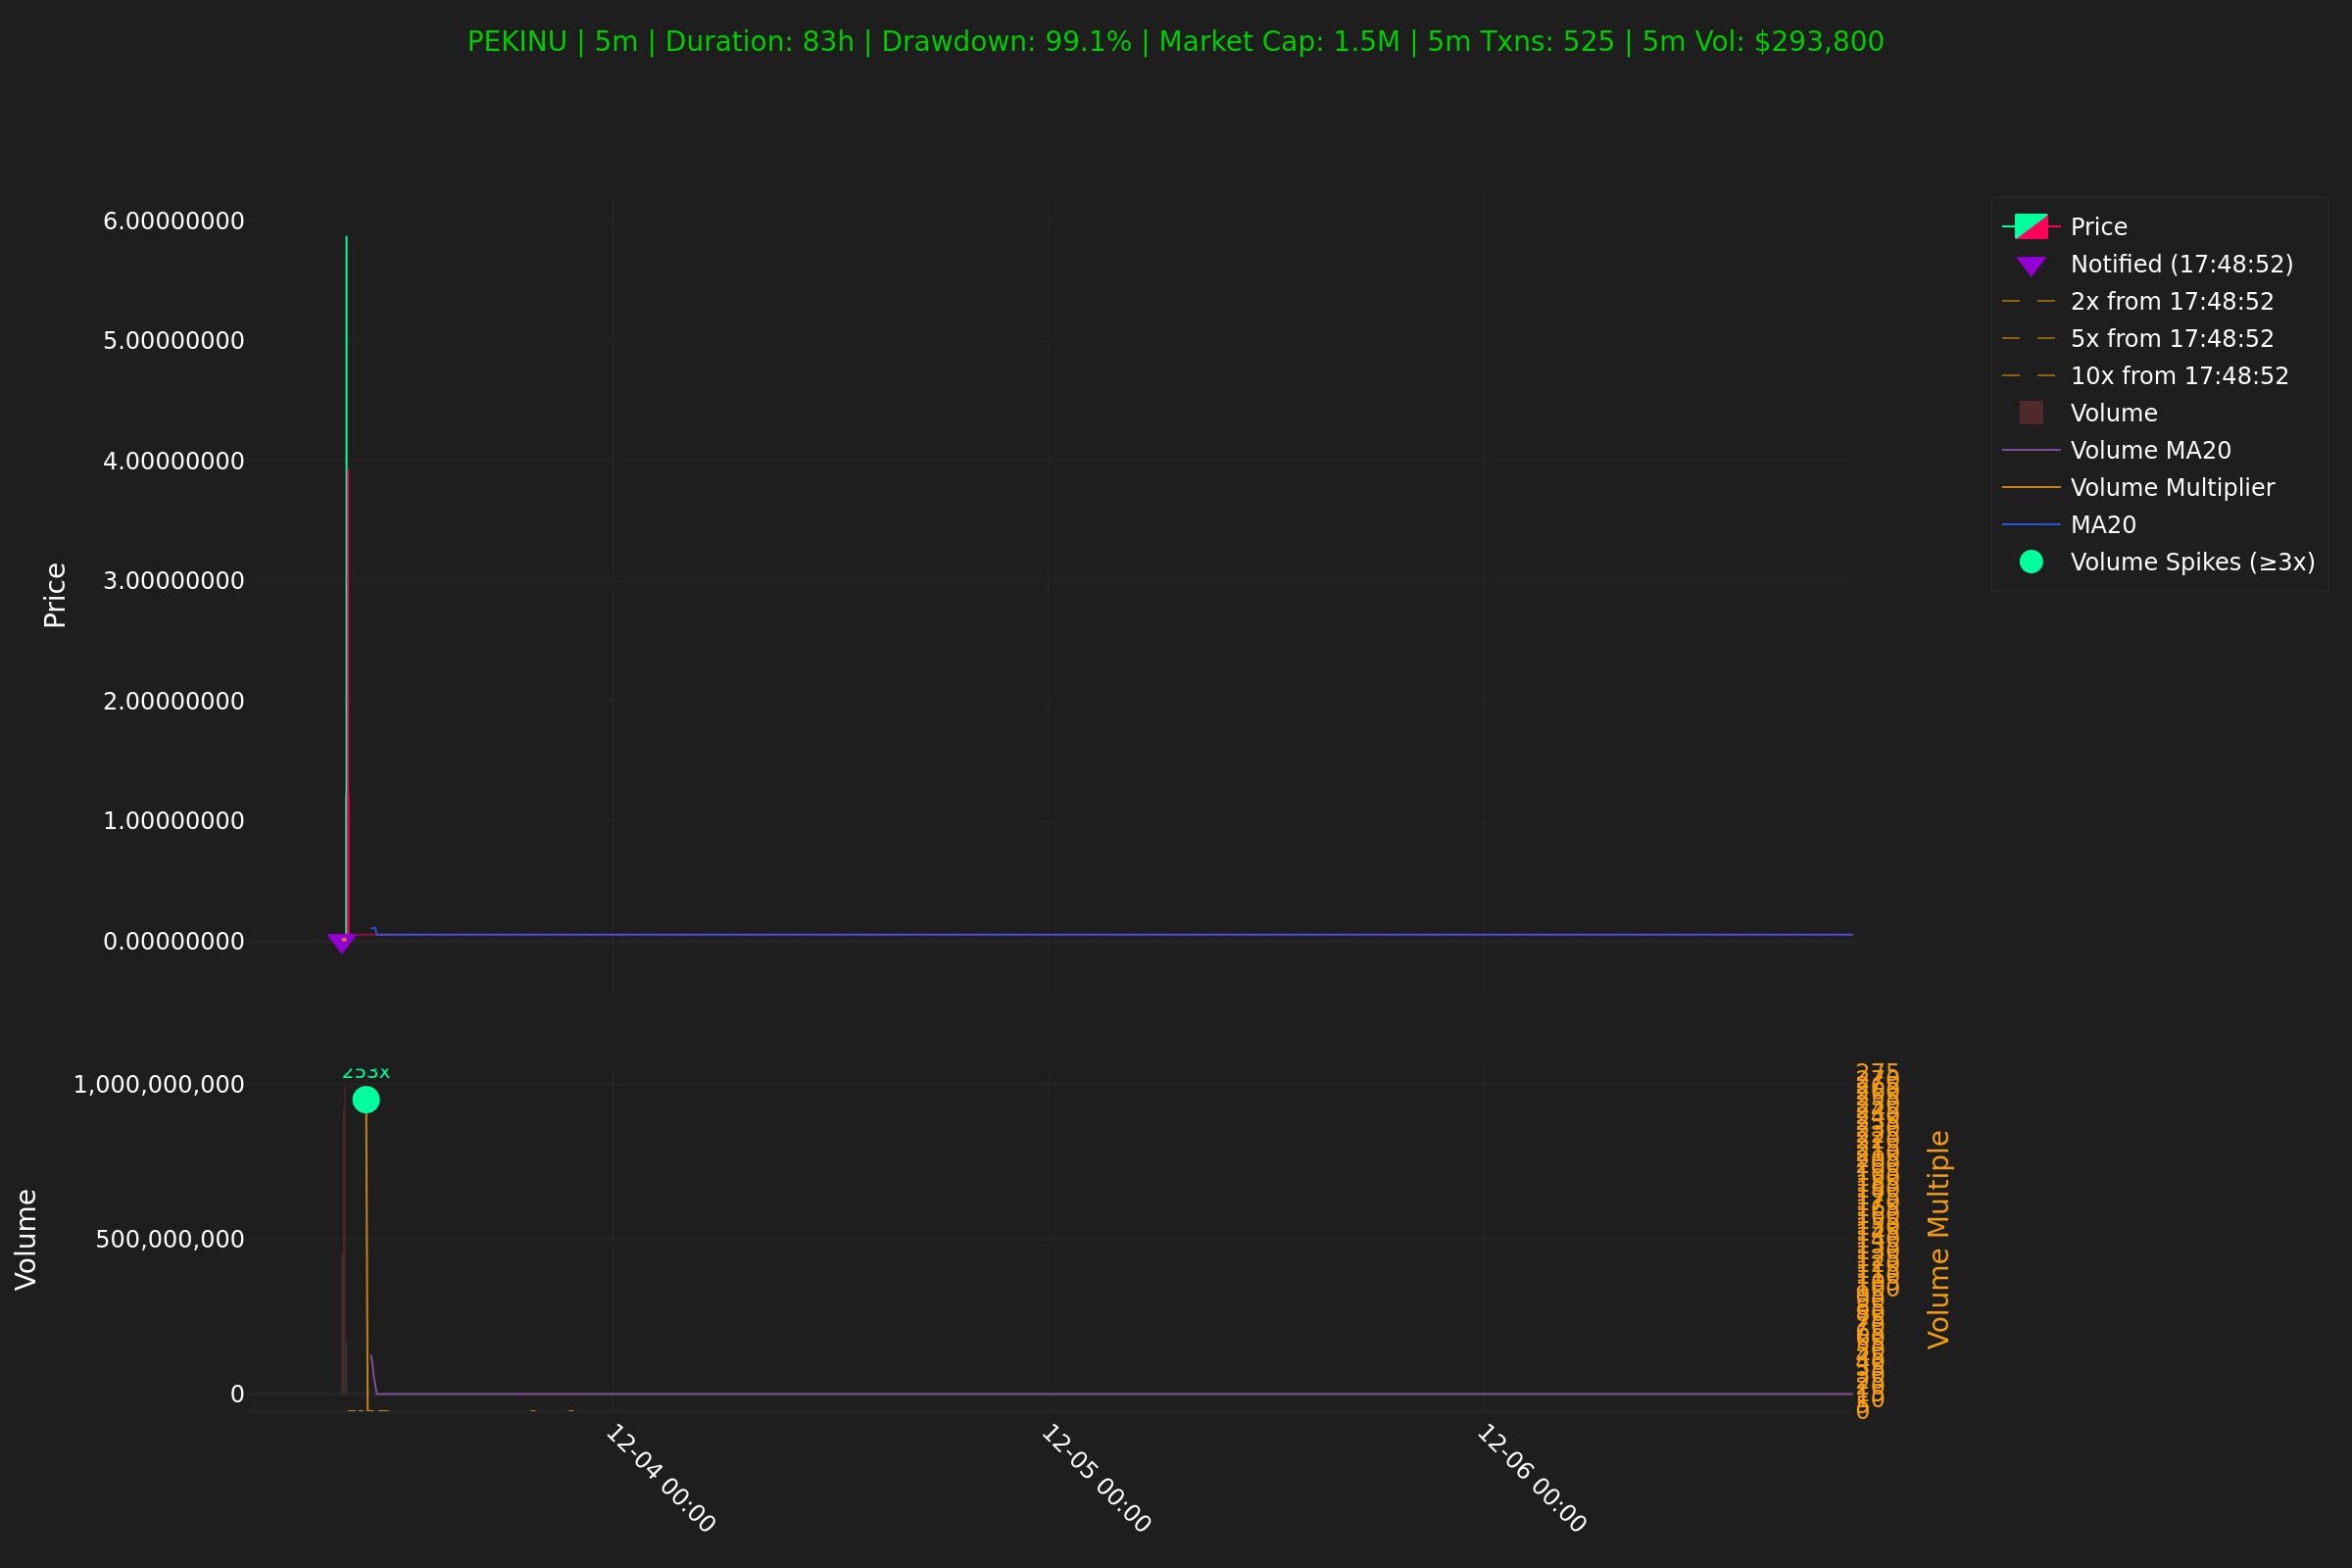 PEKINU | 5m | Duration: 83h | Drawdown: 99.1% | Market Cap: 1.5M | 5m Txns: 525 | 5m Vol: $293,800
6.00000000
5.00000000
4.00000000
3.00000000
2.00000000
1.00000000
0.00000000
Price
Price
Notified (17:48:52)
2x from 17:48:52
5x from 17:48:52
10x from 17:48:52
Volume
Volume MA20
Volume Multiplier
MA20
Volume Spikes (≥3x)
253x
1,000,000,000
500,000,000
0
Volume
275
0
Volume Multiple
12-04 00:00
12-05 00:00
12-06 00:00